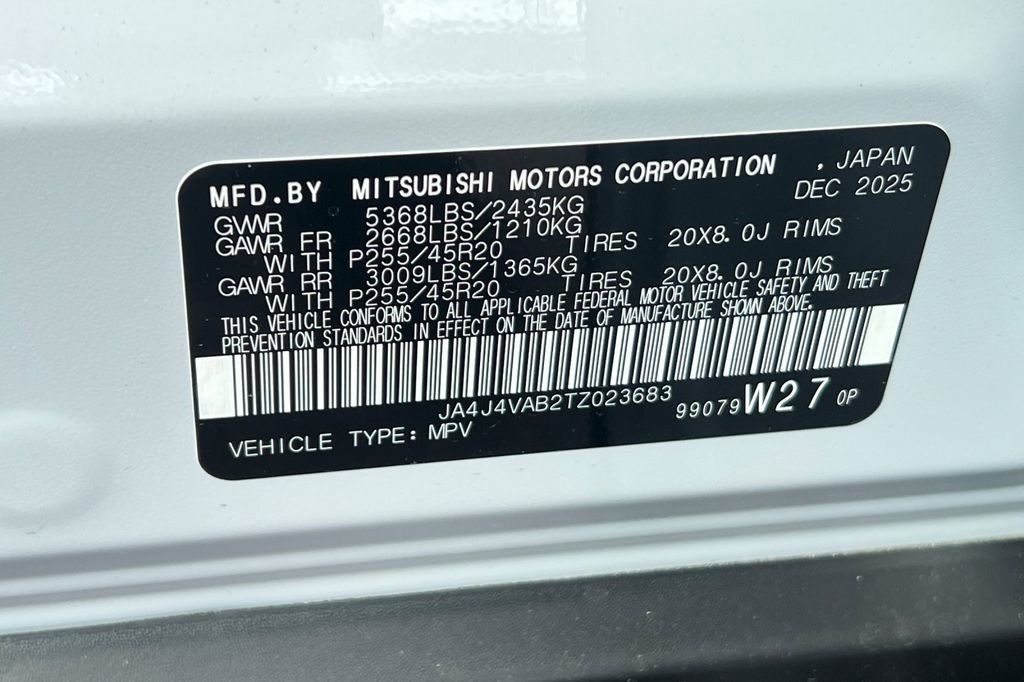 MFD.BY MITSUBISHI MOTORS CORPORATION , JAPAN
DEC 2025
GWWR 5368LBS/2435KG
GAWR FR 2668LBS/1210KG
WITH P255/45R20 TIRES 20X8.0J RIMS
GAWR RR 3009LBS/1365KG
WITH P255/45R20 TIRES 20X8.0J RIMS
THIS VEHICLE CONFORMS TO ALL APPLICABLE FEDERAL MOTOR VEHICLE SAFETY AND THEFT
PREVENTION STANDARDS IN EFFECT ON THE DATE OF MANUFACTURE SHOWN ABOVE.
JA4J4VAB2TZ023683
99079 W27 0P
VEHICLE TYPE: MPV